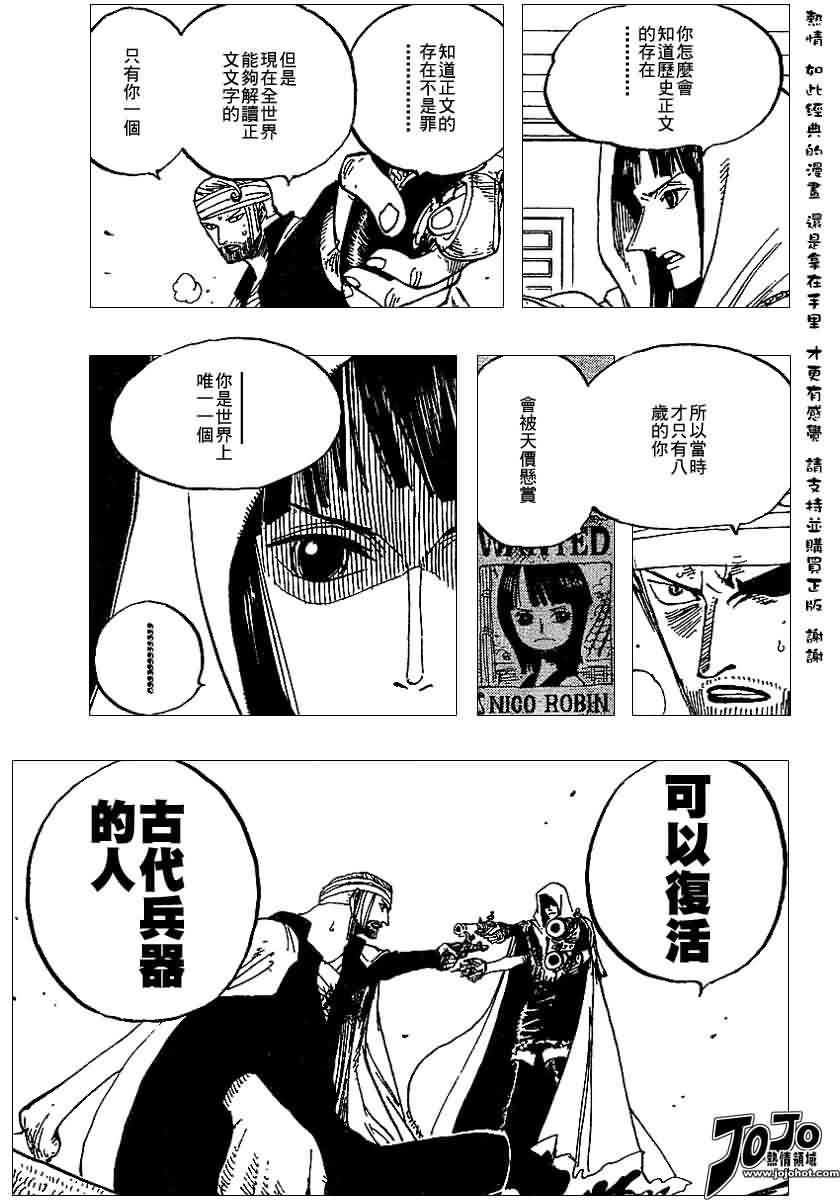 你怎麼會
知道歷史正文
的存在
⋯⋯⋯⋯
知道正文的
存在不是罪
⋯⋯⋯⋯
但是
現在全世界
能夠解讀正
文文字的
只有你一個
所以當時
才只有八
歲的你
會被天價懸賞
WANTED
NICO ROBIN
你是世界上
唯一一個
⋯⋯⋯⋯
可以復活
古代兵器
的人
熱情 如此經典的漫畫 還是拿在手里 才更有感覺 請支持並購買正版 謝謝
JOJO
熱情領域
www.jojohot.com